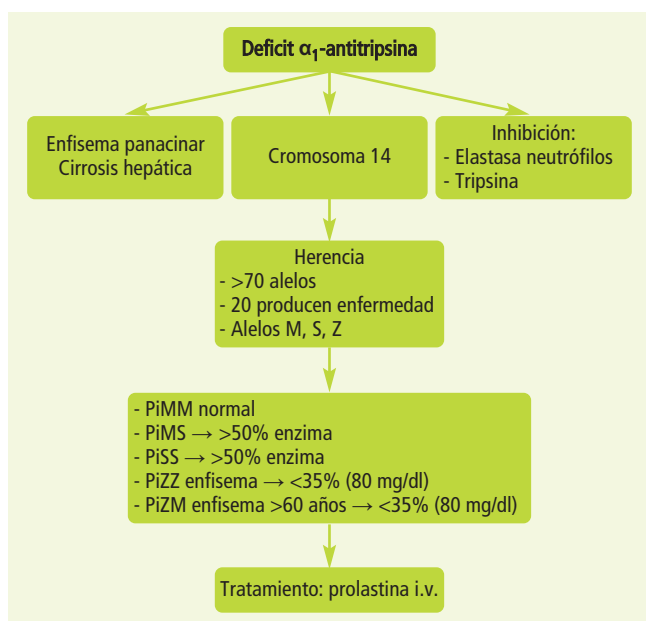 Deficit α₁-antitripsina
Enfisema panacinar
Cirrosis hepática
Cromosoma 14
Inhibición:
- Elastasa neutrófilos
- Tripsina
Herencia
- >70 alelos
- 20 producen enfermedad
- Alelos M, S, Z
- PiMM normal
- PiMS → >50% enzima
- PiSS → >50% enzima
- PiZZ enfisema → <35% (80 mg/dl)
- PiZM enfisema >60 años → <35% (80 mg/dl)
Tratamiento: prolastina i.v.